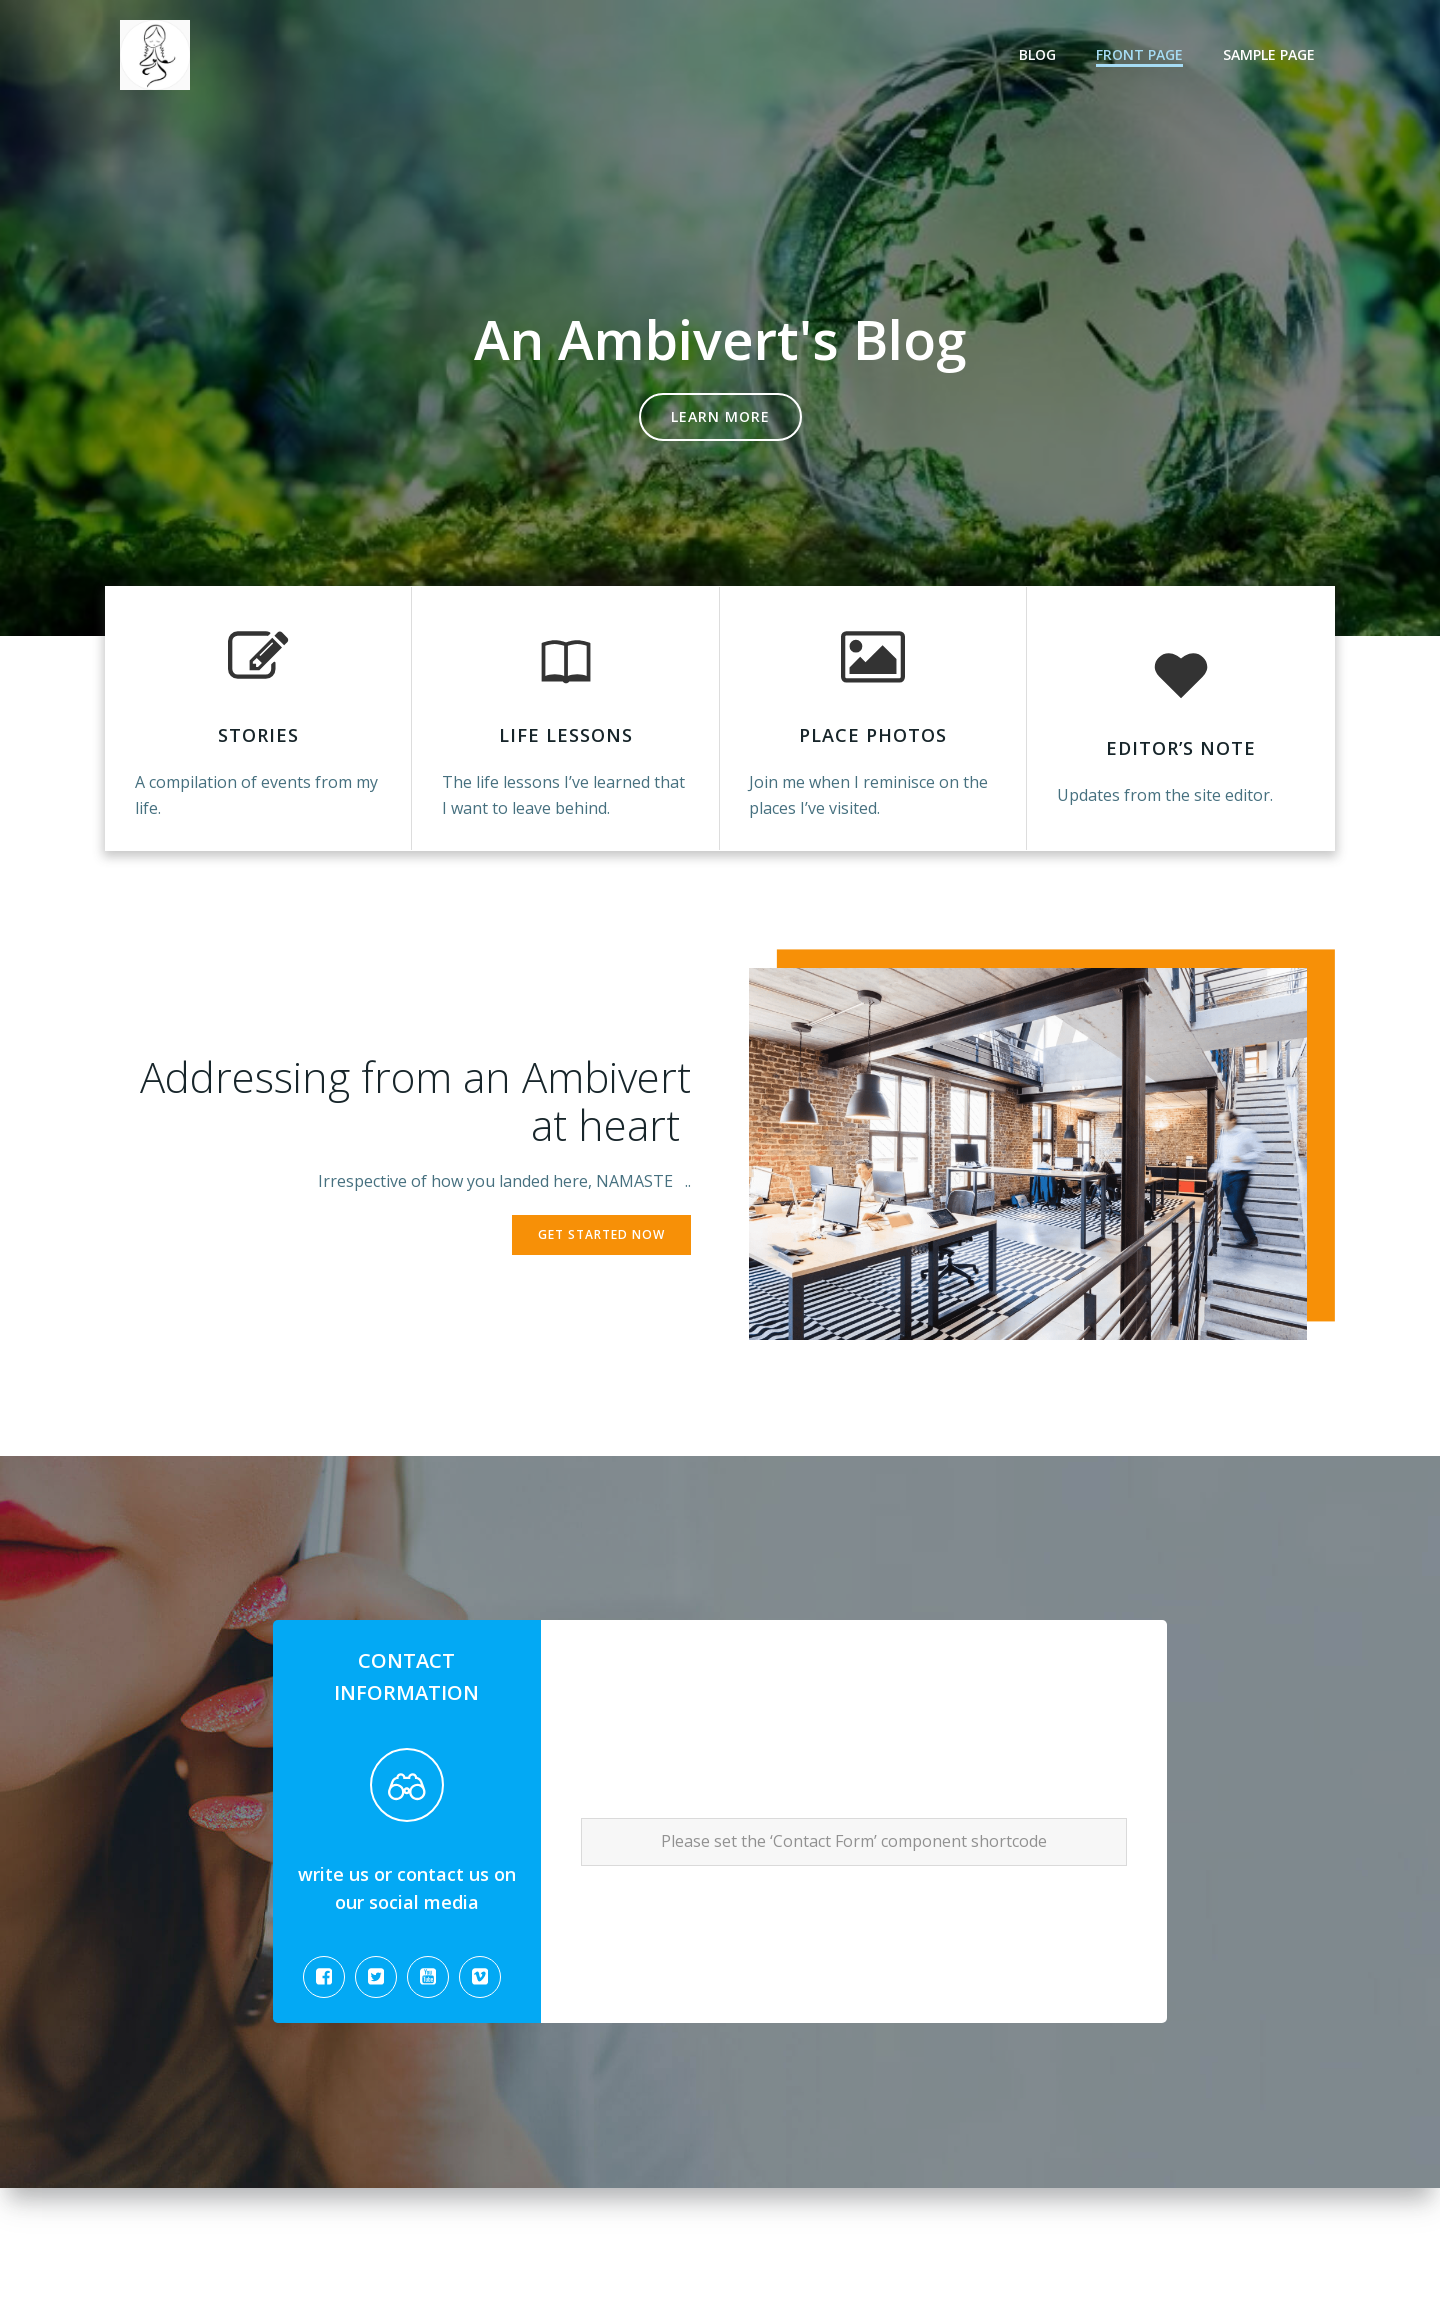 BLOG
FRONT PAGE
SAMPLE PAGE
An Ambivert's Blog
LEARN MORE
STORIES
A compilation of events from my
life.
LIFE LESSONS
The life lessons I’ve learned that
I want to leave behind.
PLACE PHOTOS
Join me when I reminisce on the
places I’ve visited.
EDITOR’S NOTE
Updates from the site editor.
Addressing from an Ambivert
at heart
Irrespective of how you landed here, NAMASTE ..
GET STARTED NOW
CONTACT
INFORMATION
write us or contact us on
our social media
Please set the ‘Contact Form’ component shortcode